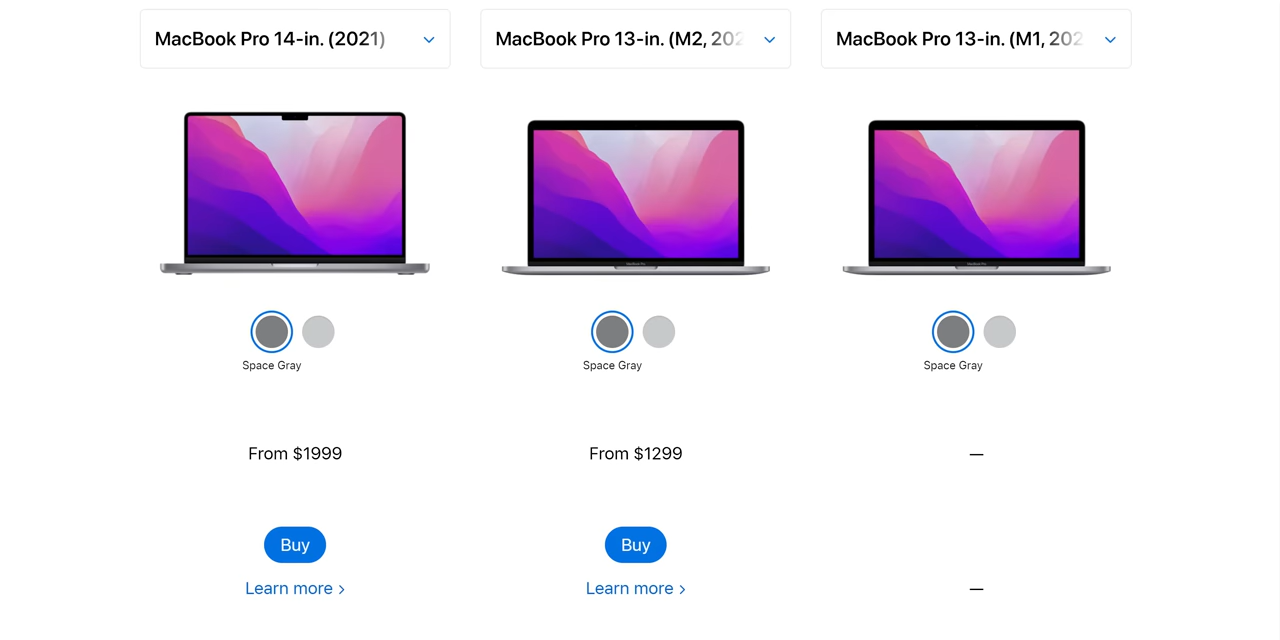 MacBook Pro 14-in. (2021)
MacBook Pro 13-in. (M2, 202
MacBook Pro 13-in. (M1, 202
Space Gray
Space Gray
Space Gray
From $1999
From $1299
—
Buy
Buy
Learn more >
Learn more >
—